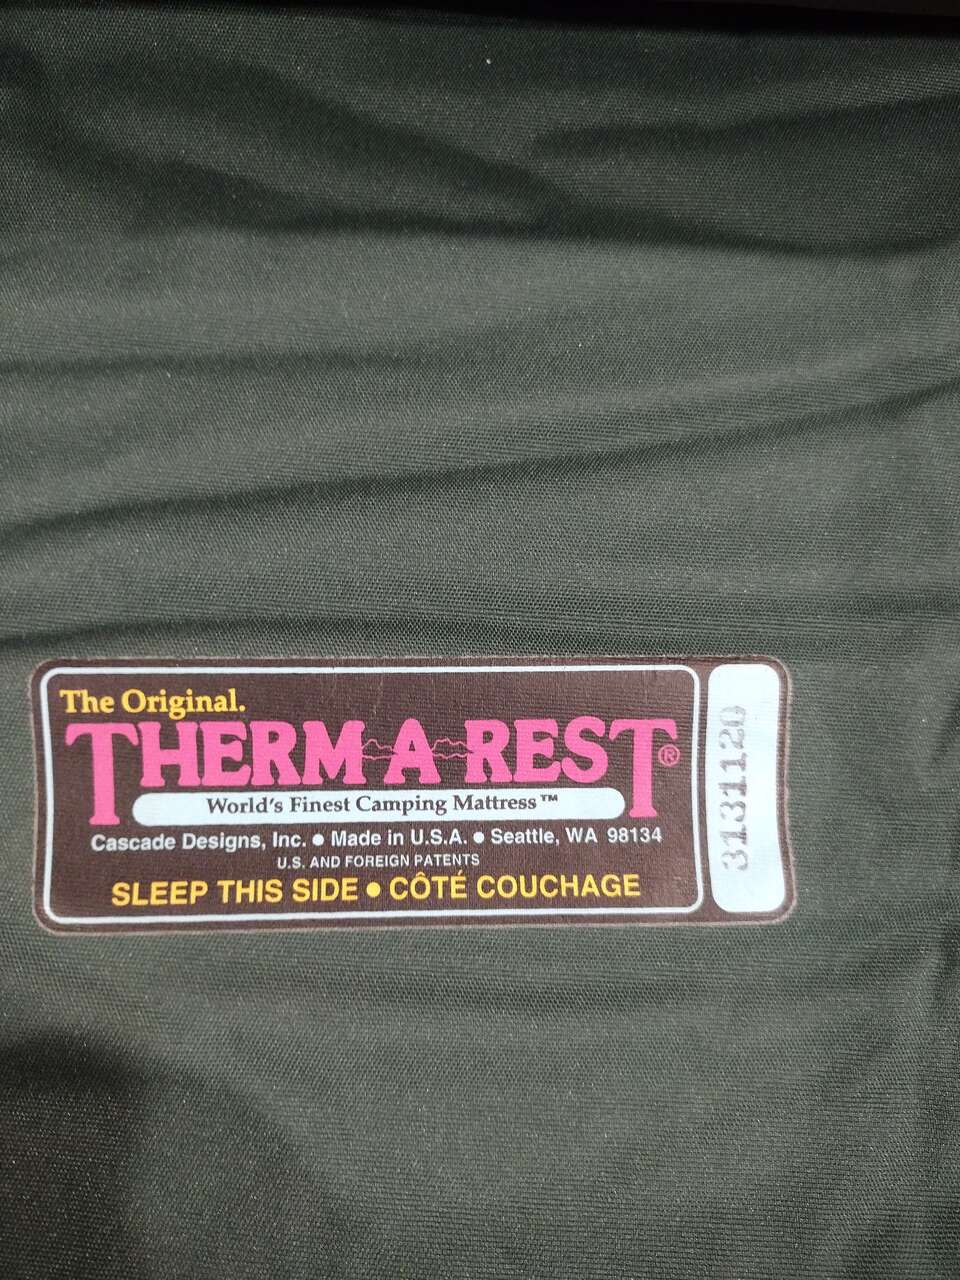 The Original.
THERM-A-REST®
World's Finest Camping Mattress™
Cascade Designs, Inc. ● Made in U.S.A. ● Seattle, WA 98134
U.S. AND FOREIGN PATENTS
SLEEP THIS SIDE ● CÔTÉ COUCHAGE
3131120